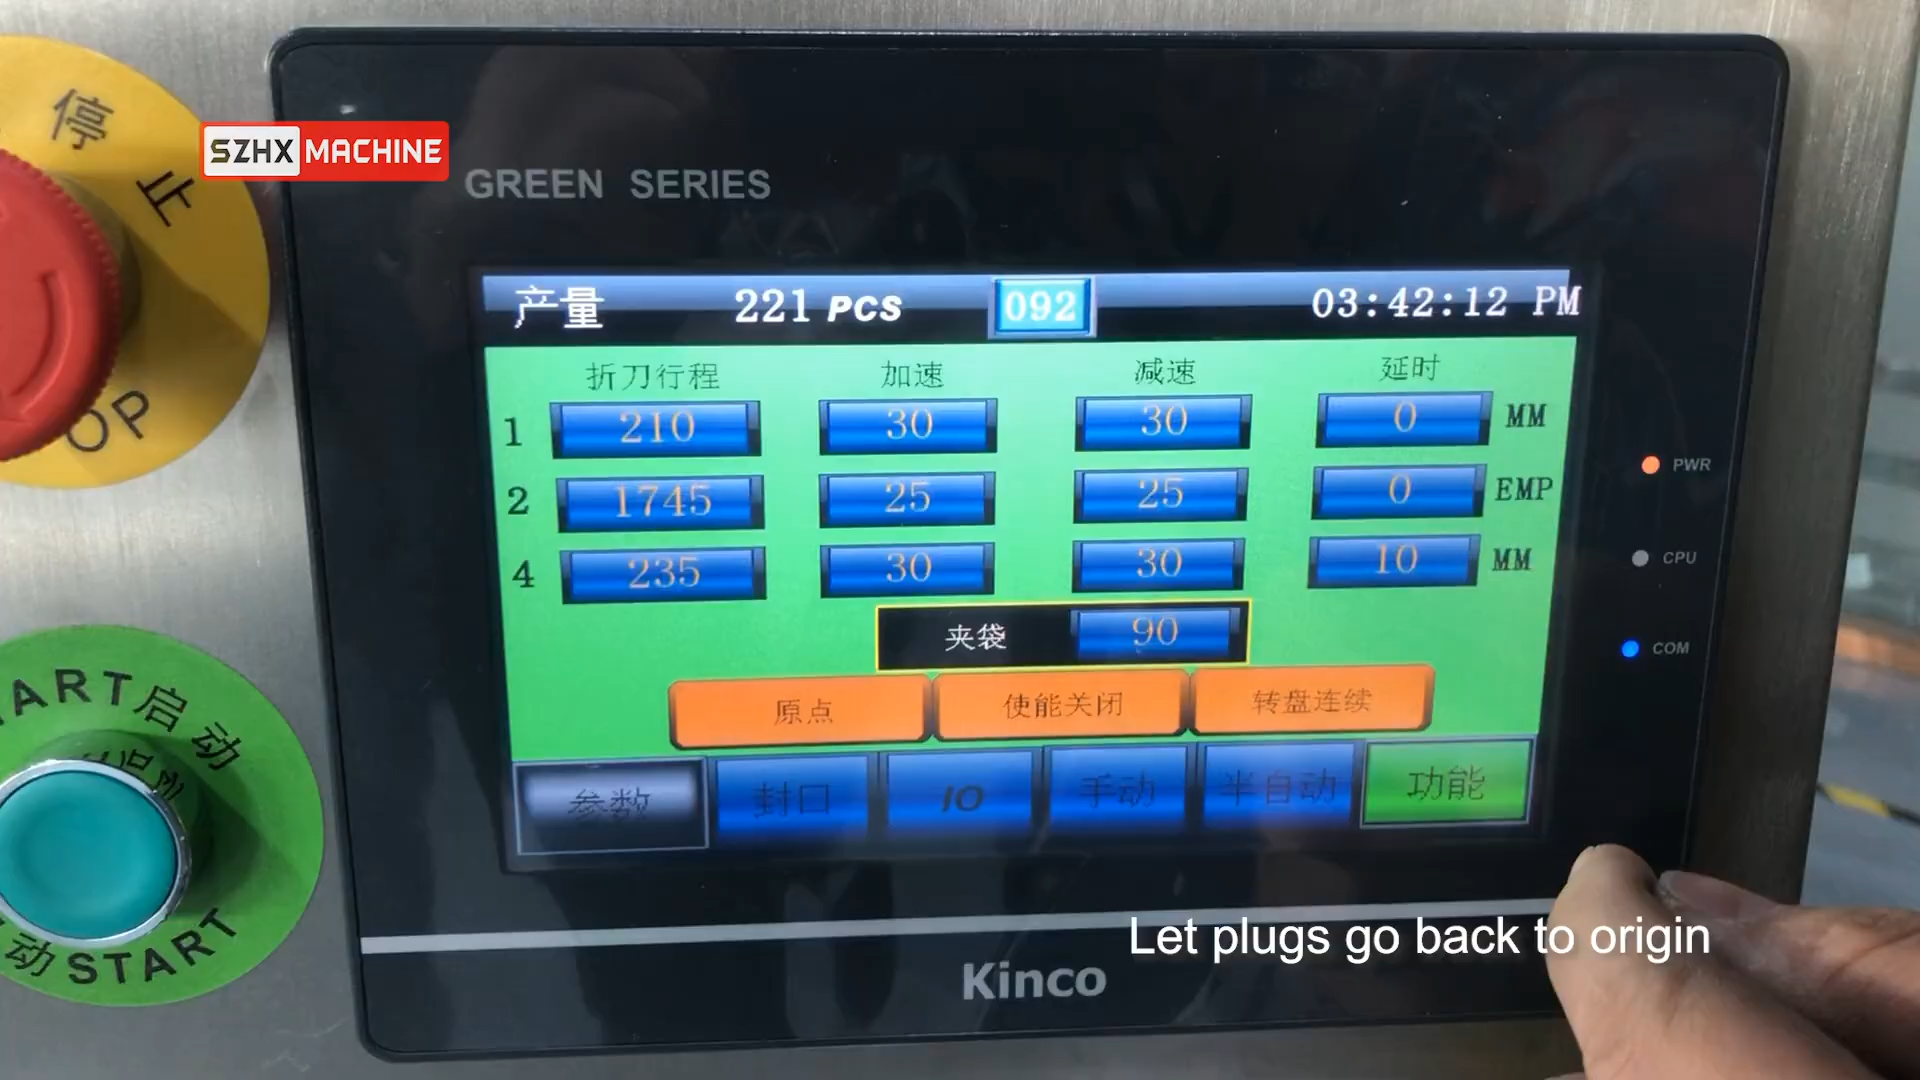 停止
OP
SZHX MACHINE
GREEN SERIES
产量 221 PCS 092 03:42:12 PM
折刀行程 加速 减速 延时
1 210 30 30 0 MM
2 1745 25 25 0 EMP
4 235 30 30 10 MM
夹袋 90
原点 使能关闭 转盘连续
参数 封口 IO 手动 半自动 功能
PWR
CPU
COM
ART启动
动START
Let plugs go back to origin
Kinco